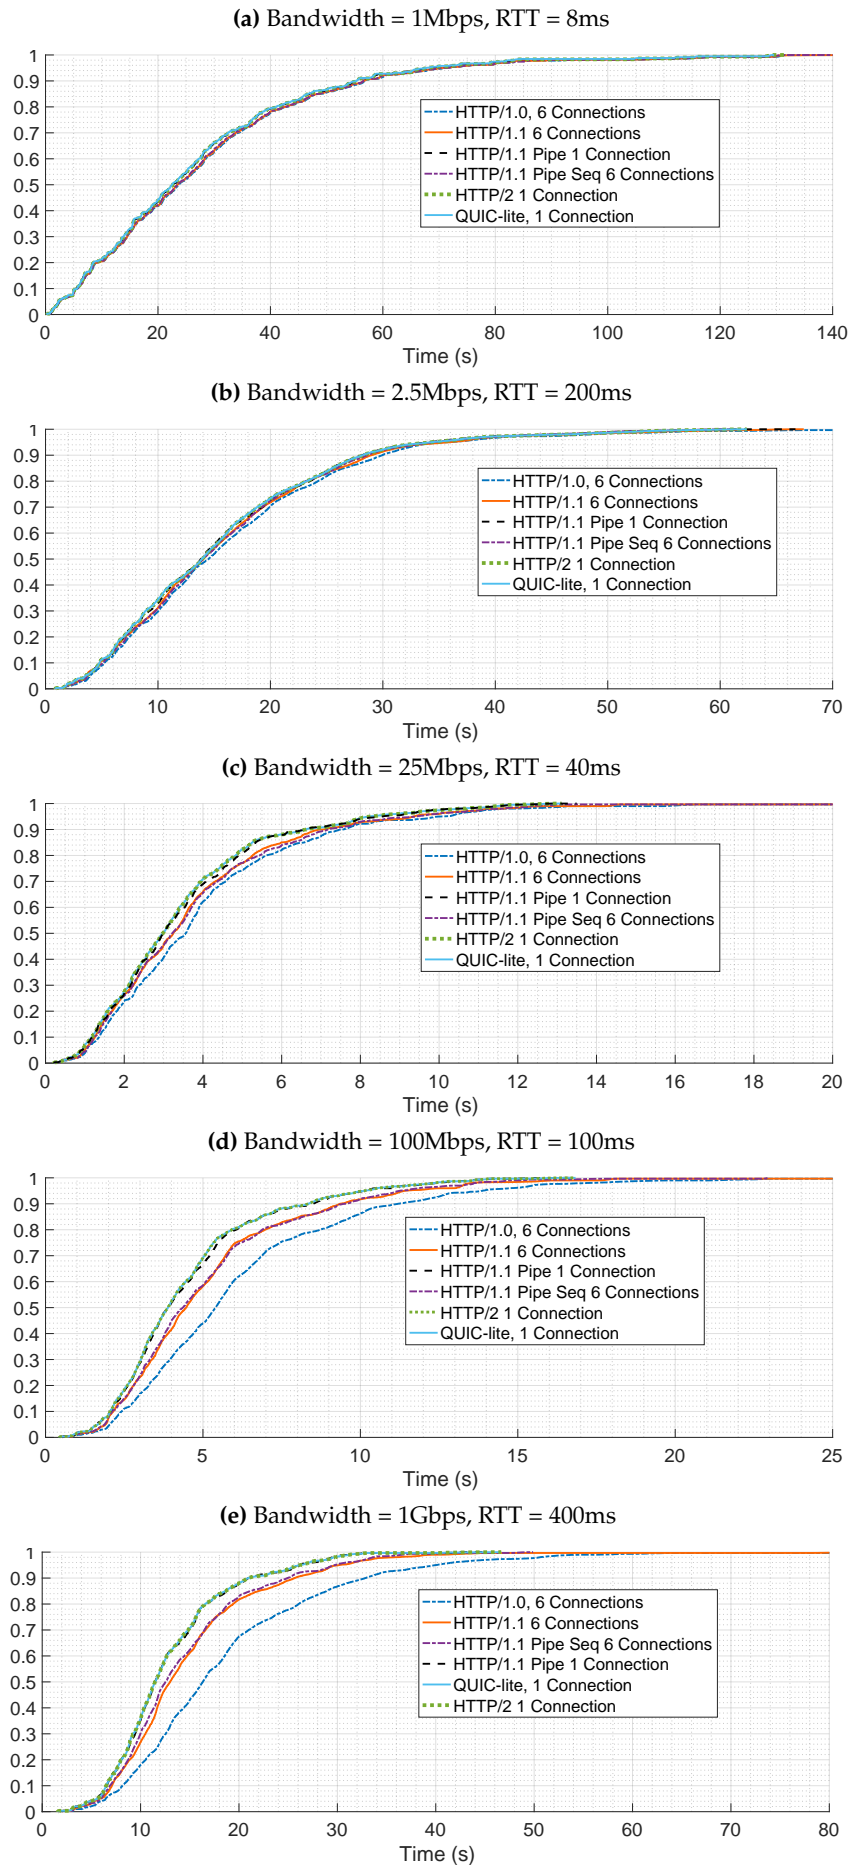 (a) Bandwidth = 1Mbps, RTT = 8ms
1
0.9
0.8
0.7
0.6
0.5
0.4
0.3
0.2
0.1
0
HTTP/1.0, 6 Connections
HTTP/1.1 6 Connections
HTTP/1.1 Pipe 1 Connection
HTTP/1.1 Pipe Seq 6 Connections
HTTP/2 1 Connection
QUIC-lite, 1 Connection
0 20 40 60 80 100 120 140
Time (s)
(b) Bandwidth = 2.5Mbps, RTT = 200ms
1
0.9
0.8
0.7
0.6
0.5
0.4
0.3
0.2
0.1
0
HTTP/1.0, 6 Connections
HTTP/1.1 6 Connections
HTTP/1.1 Pipe 1 Connection
HTTP/1.1 Pipe Seq 6 Connections
HTTP/2 1 Connection
QUIC-lite, 1 Connection
0 10 20 30 40 50 60 70
Time (s)
(c) Bandwidth = 25Mbps, RTT = 40ms
1
0.9
0.8
0.7
0.6
0.5
0.4
0.3
0.2
0.1
0
HTTP/1.0, 6 Connections
HTTP/1.1 6 Connections
HTTP/1.1 Pipe 1 Connection
HTTP/1.1 Pipe Seq 6 Connections
HTTP/2 1 Connection
QUIC-lite, 1 Connection
0 2 4 6 8 10 12 14 16 18 20
Time (s)
(d) Bandwidth = 100Mbps, RTT = 100ms
1
0.9
0.8
0.7
0.6
0.5
0.4
0.3
0.2
0.1
0
HTTP/1.0, 6 Connections
HTTP/1.1 6 Connections
HTTP/1.1 Pipe 1 Connection
HTTP/1.1 Pipe Seq 6 Connections
HTTP/2 1 Connection
QUIC-lite, 1 Connection
0 5 10 15 20 25
Time (s)
(e) Bandwidth = 1Gbps, RTT = 400ms
1
0.9
0.8
0.7
0.6
0.5
0.4
0.3
0.2
0.1
0
HTTP/1.0, 6 Connections
HTTP/1.1 6 Connections
HTTP/1.1 Pipe Seq 6 Connections
HTTP/1.1 Pipe 1 Connection
QUIC-lite, 1 Connection
HTTP/2 1 Connection
0 10 20 30 40 50 60 70 80
Time (s)